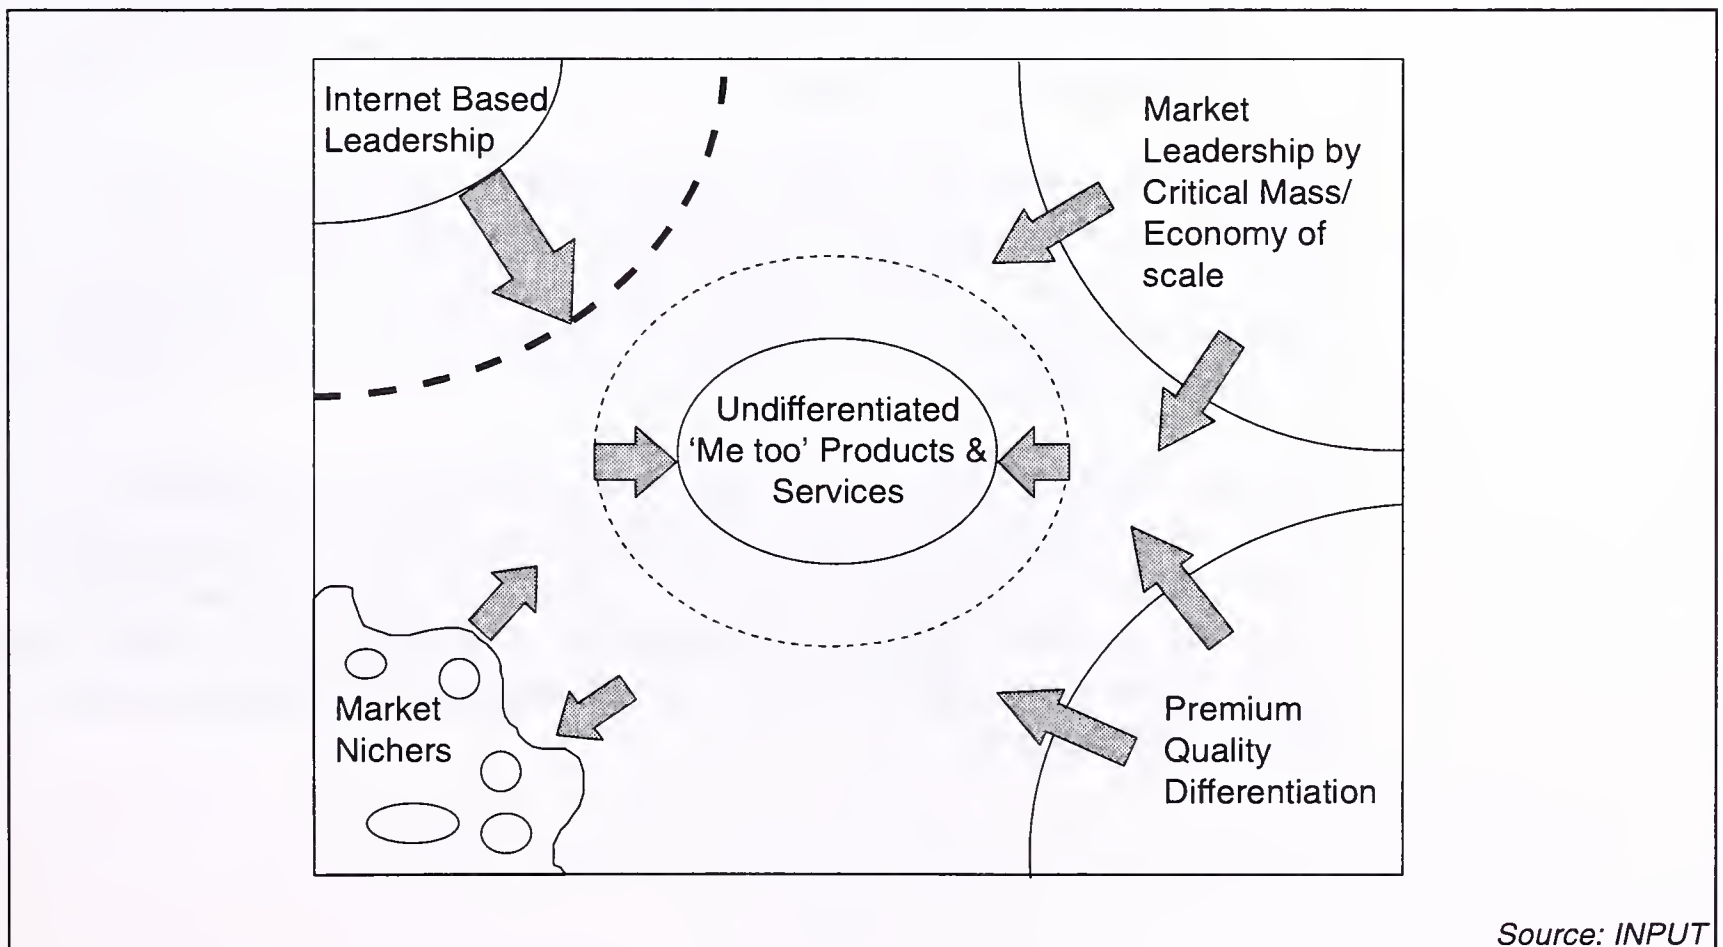 Internet Based
Leadership
Market
Leadership by
Critical Mass/
Economy of
scale
Undifferentiated
‘Me too’ Products &
Services
Market
Nichers
Premium
Quality
Differentiation
Source: INPUT